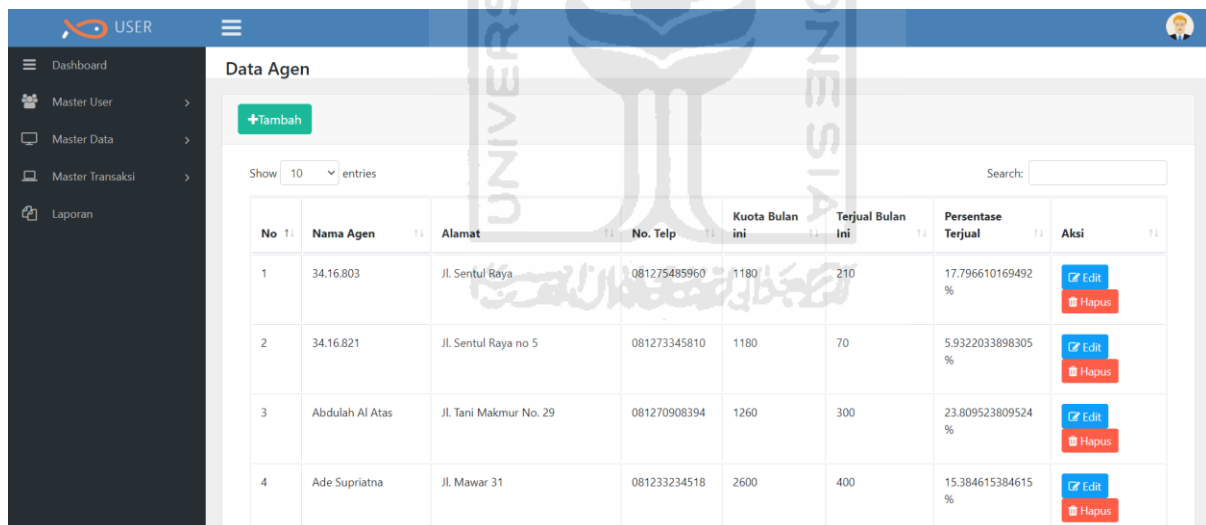 USER
Dashboard
Master User
Master Data
Master Transaksi
Laporan
Data Agen
+Tambah
Show 10 entries
Search:
No Nama Agen Alamat No. Telp Kuota Bulan ini Terjual Bulan Ini Persentase Terjual Aksi
1 34.16.803 Jl. Sentul Raya 081275485960 1180 210 17.796610169492 % Edit
Hapus
2 34.16.821 Jl. Sentul Raya no 5 081273345810 1180 70 5.9322033898305 % Edit
Hapus
3 Abdulah Al Atas Jl. Tani Makmur No. 29 081270908394 1260 300 23.809523809524 % Edit
Hapus
4 Ade Supriatna Jl. Mawar 31 081233234518 2600 400 15.384615384615 % Edit
Hapus
UNIVERS
ONESIA